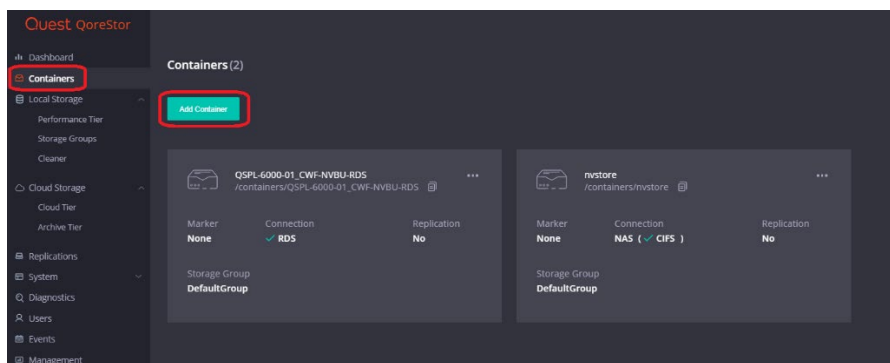 Quest QoreStor
Dashboard
Containers
Local Storage
Performance Tier
Storage Groups
Cleaner
Cloud Storage
Cloud Tier
Archive Tier
Replications
System
Diagnostics
Users
Events
Management
Containers (2)
Add Container
QSPL-6000-01_CWF-NVBU-RDS
/containers/QSPL-6000-01_CWF-NVBU-RDS
Marker Connection Replication
None ✓ RDS No
Storage Group
DefaultGroup
nvstore
/containers/nvstore
Marker Connection Replication
None NAS ( ✓ CIFS ) No
Storage Group
DefaultGroup